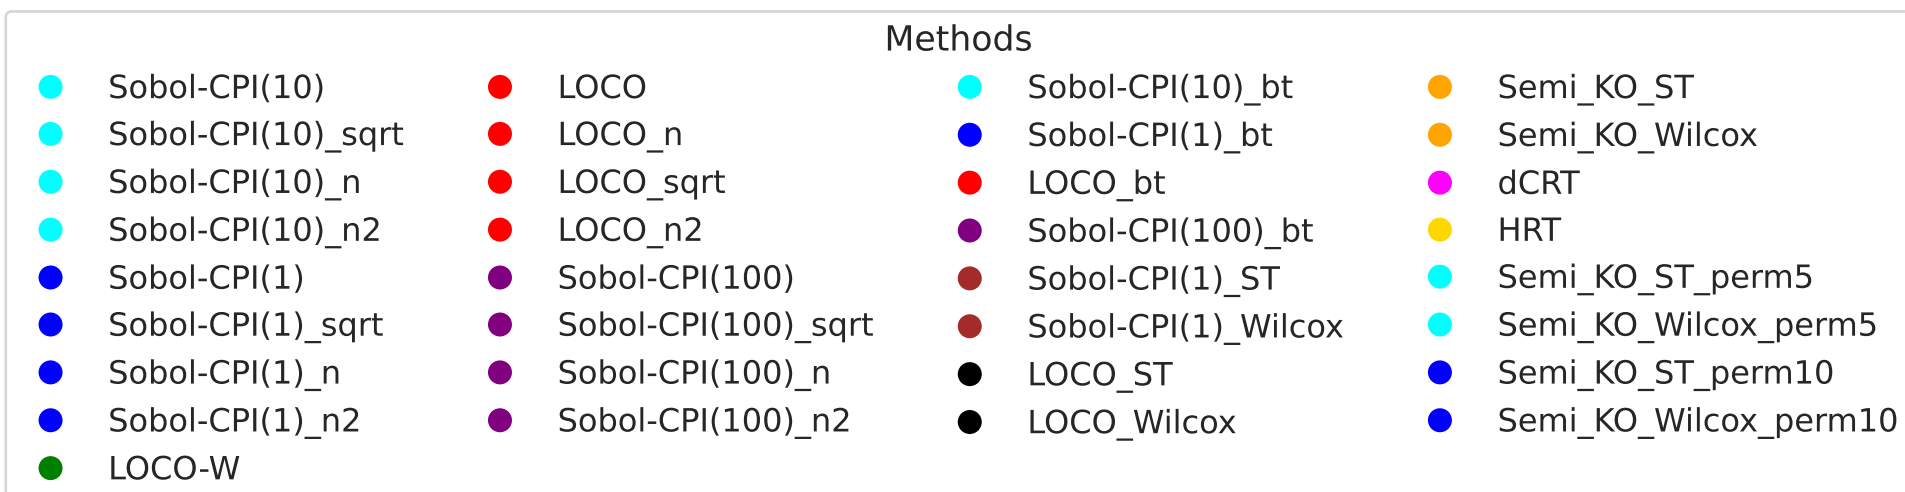 Methods
Sobol-CPI(10)
Sobol-CPI(10)_sqrt
Sobol-CPI(10)_n
Sobol-CPI(10)_n2
Sobol-CPI(1)
Sobol-CPI(1)_sqrt
Sobol-CPI(1)_n
Sobol-CPI(1)_n2
LOCO-W
LOCO
LOCO_n
LOCO_sqrt
LOCO_n2
Sobol-CPI(100)
Sobol-CPI(100)_sqrt
Sobol-CPI(100)_n
Sobol-CPI(100)_n2
Sobol-CPI(10)_bt
Sobol-CPI(1)_bt
LOCO_bt
Sobol-CPI(100)_bt
Sobol-CPI(1)_ST
Sobol-CPI(1)_Wilcox
LOCO_ST
LOCO_Wilcox
Semi_KO_ST
Semi_KO_Wilcox
dCRT
HRT
Semi_KO_ST_perm5
Semi_KO_Wilcox_perm5
Semi_KO_ST_perm10
Semi_KO_Wilcox_perm10